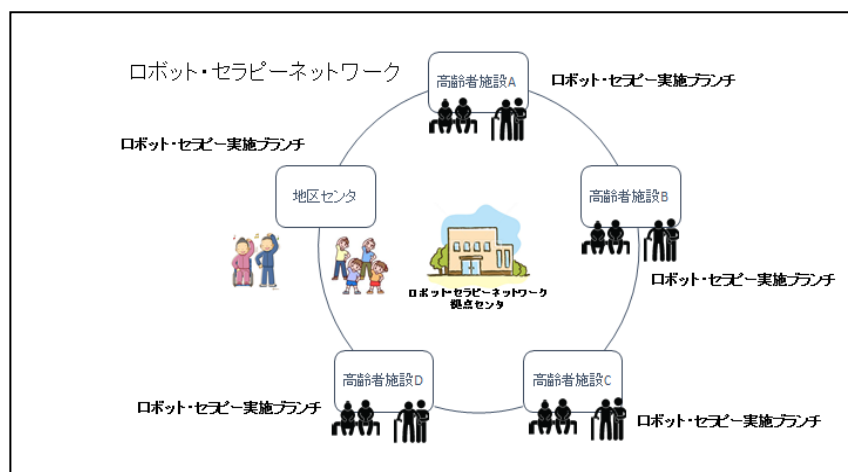 ロボット・セラピーネットワーク
高齢者施設A
ロボット・セラピー実施ブランチ
ロボット・セラピー実施ブランチ
地区センタ
高齢者施設B
ロボット・セラピー実施ブランチ
ロボット・セラピーネットワーク
拠点センタ
高齢者施設D
ロボット・セラピー実施ブランチ
高齢者施設C
ロボット・セラピー実施ブランチ